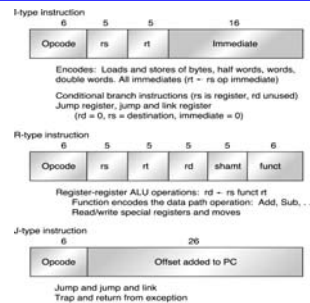 I-type instruction
6 5 5 16
Opcode rs rt Immediate
Encodes: Loads and stores of bytes, half words, words,
double words. All immediates (rt ← rs op immediate)
Conditional branch instructions (rs is register, rd unused)
Jump register, jump and link register
(rd = 0, rs = destination, immediate = 0)
R-type instruction
6 5 5 5 5 6
Opcode rs rt rd shamt funct
Register-register ALU operations: rd ← rs funct rt
Function encodes the data path operation: Add, Sub, . .
Read/write special registers and moves
J-type instruction
6 26
Opcode Offset added to PC
Jump and jump and link
Trap and return from exception